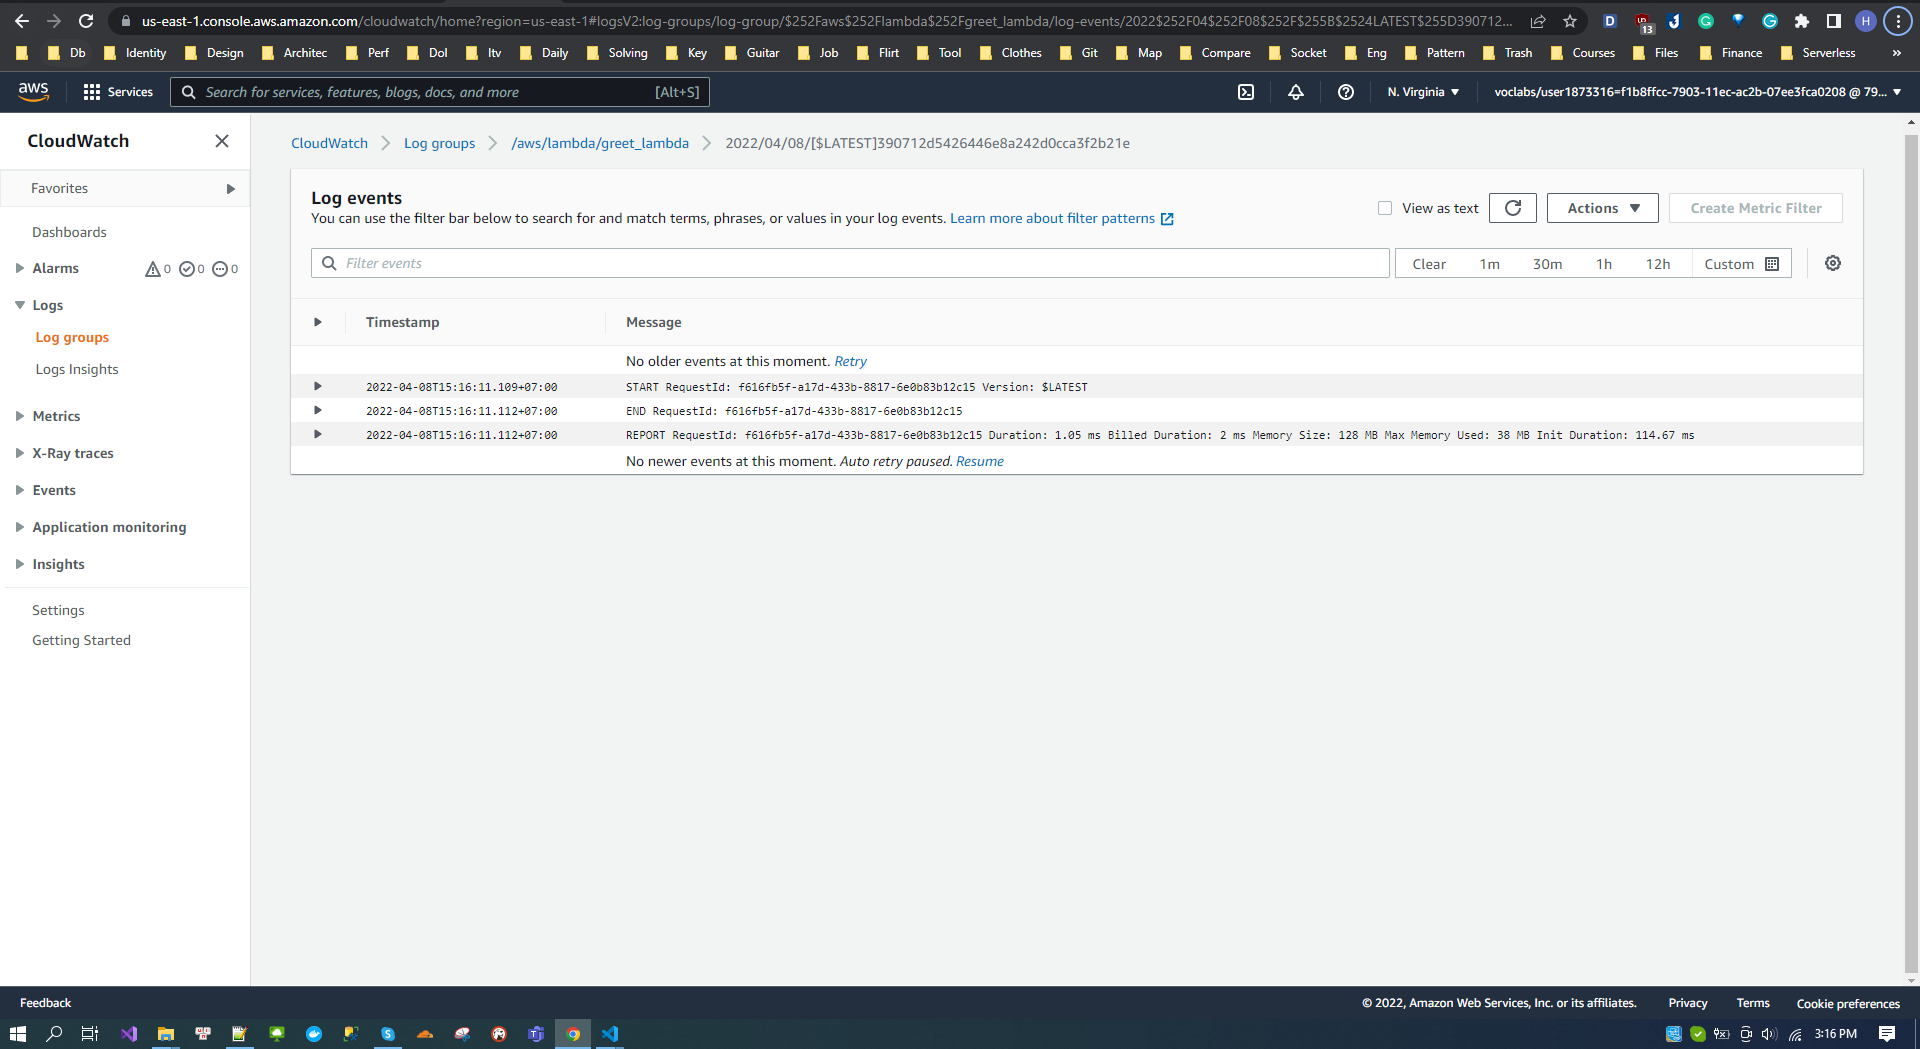 us-east-1.console.aws.amazon.com/cloudwatch/home?region=us-east-1#logsV2:log-groups/log-group/$252Faws$252Flambda$252Fgreet_lambda/log-events/2022$252F04$252F08$252F$255B$2524LATEST$255D390712...
13
H
Db Identity Design Architec Perf Dol Itv Daily Solving Key Guitar Job Flirt Tool Clothes Git Map Compare Socket Eng Pattern Trash Courses Files Finance Serverless »
aws Services Search for services, features, blogs, docs, and more [Alt+S] N. Virginia voclabs/user1873316=f1b8ffcc-7903-11ec-ac2b-07ee3fca0208 @ 79...
CloudWatch
Favorites
Dashboards
Alarms 0 0 0
Logs
Log groups
Logs Insights
Metrics
X-Ray traces
Events
Application monitoring
Insights
Settings
Getting Started
CloudWatch Log groups /aws/lambda/greet_lambda 2022/04/08/[$LATEST]390712d5426446e8a242d0cca3f2b21e
Log events
You can use the filter bar below to search for and match terms, phrases, or values in your log events. Learn more about filter patterns
View as text Actions Create Metric Filter
Filter events Clear 1m 30m 1h 12h Custom
Timestamp Message
No older events at this moment. Retry
2022-04-08T15:16:11.109+07:00 START RequestId: f616fb5f-a17d-433b-8817-6e0b83b12c15 Version: $LATEST
2022-04-08T15:16:11.112+07:00 END RequestId: f616fb5f-a17d-433b-8817-6e0b83b12c15
2022-04-08T15:16:11.112+07:00 REPORT RequestId: f616fb5f-a17d-433b-8817-6e0b83b12c15 Duration: 1.05 ms Billed Duration: 2 ms Memory Size: 128 MB Max Memory Used: 38 MB Init Duration: 114.67 ms
No newer events at this moment. Auto retry paused. Resume
Feedback © 2022, Amazon Web Services, Inc. or its affiliates. Privacy Terms Cookie preferences
3:16 PM